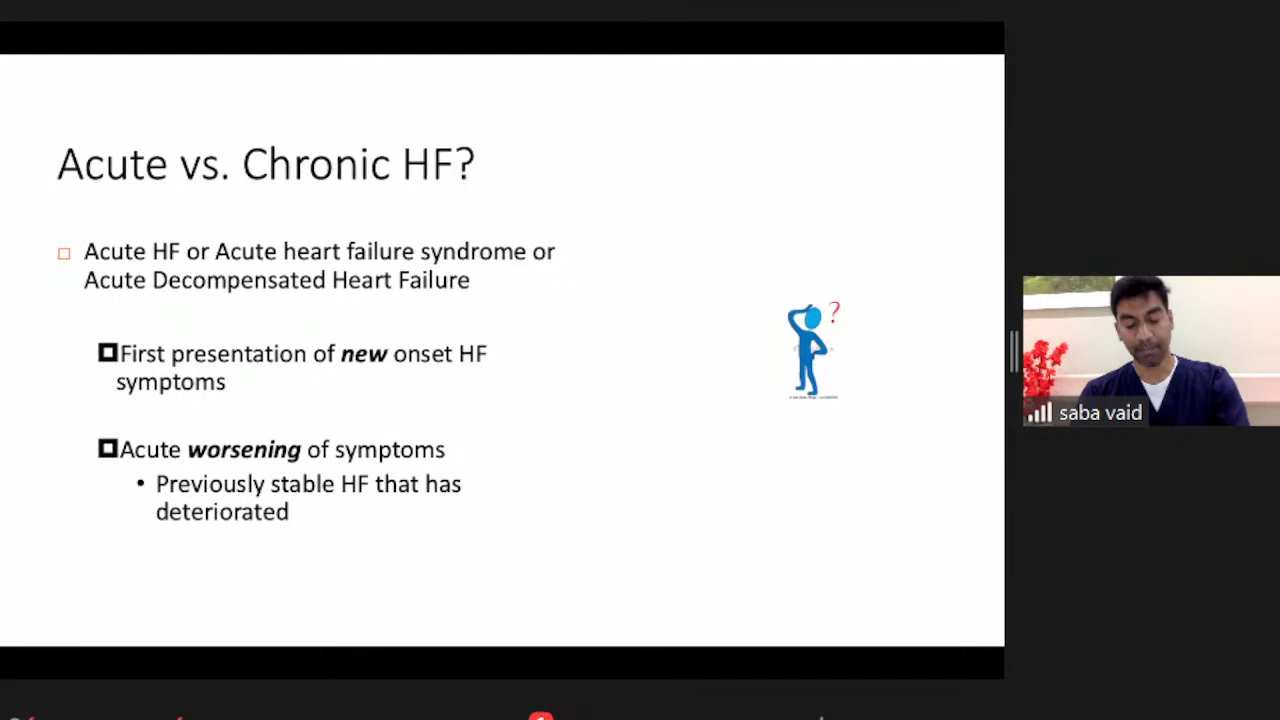 Acute vs. Chronic HF?
Acute HF or Acute heart failure syndrome or
Acute Decompensated Heart Failure
First presentation of new onset HF
symptoms
Acute worsening of symptoms
• Previously stable HF that has
deteriorated
?
saba vaid